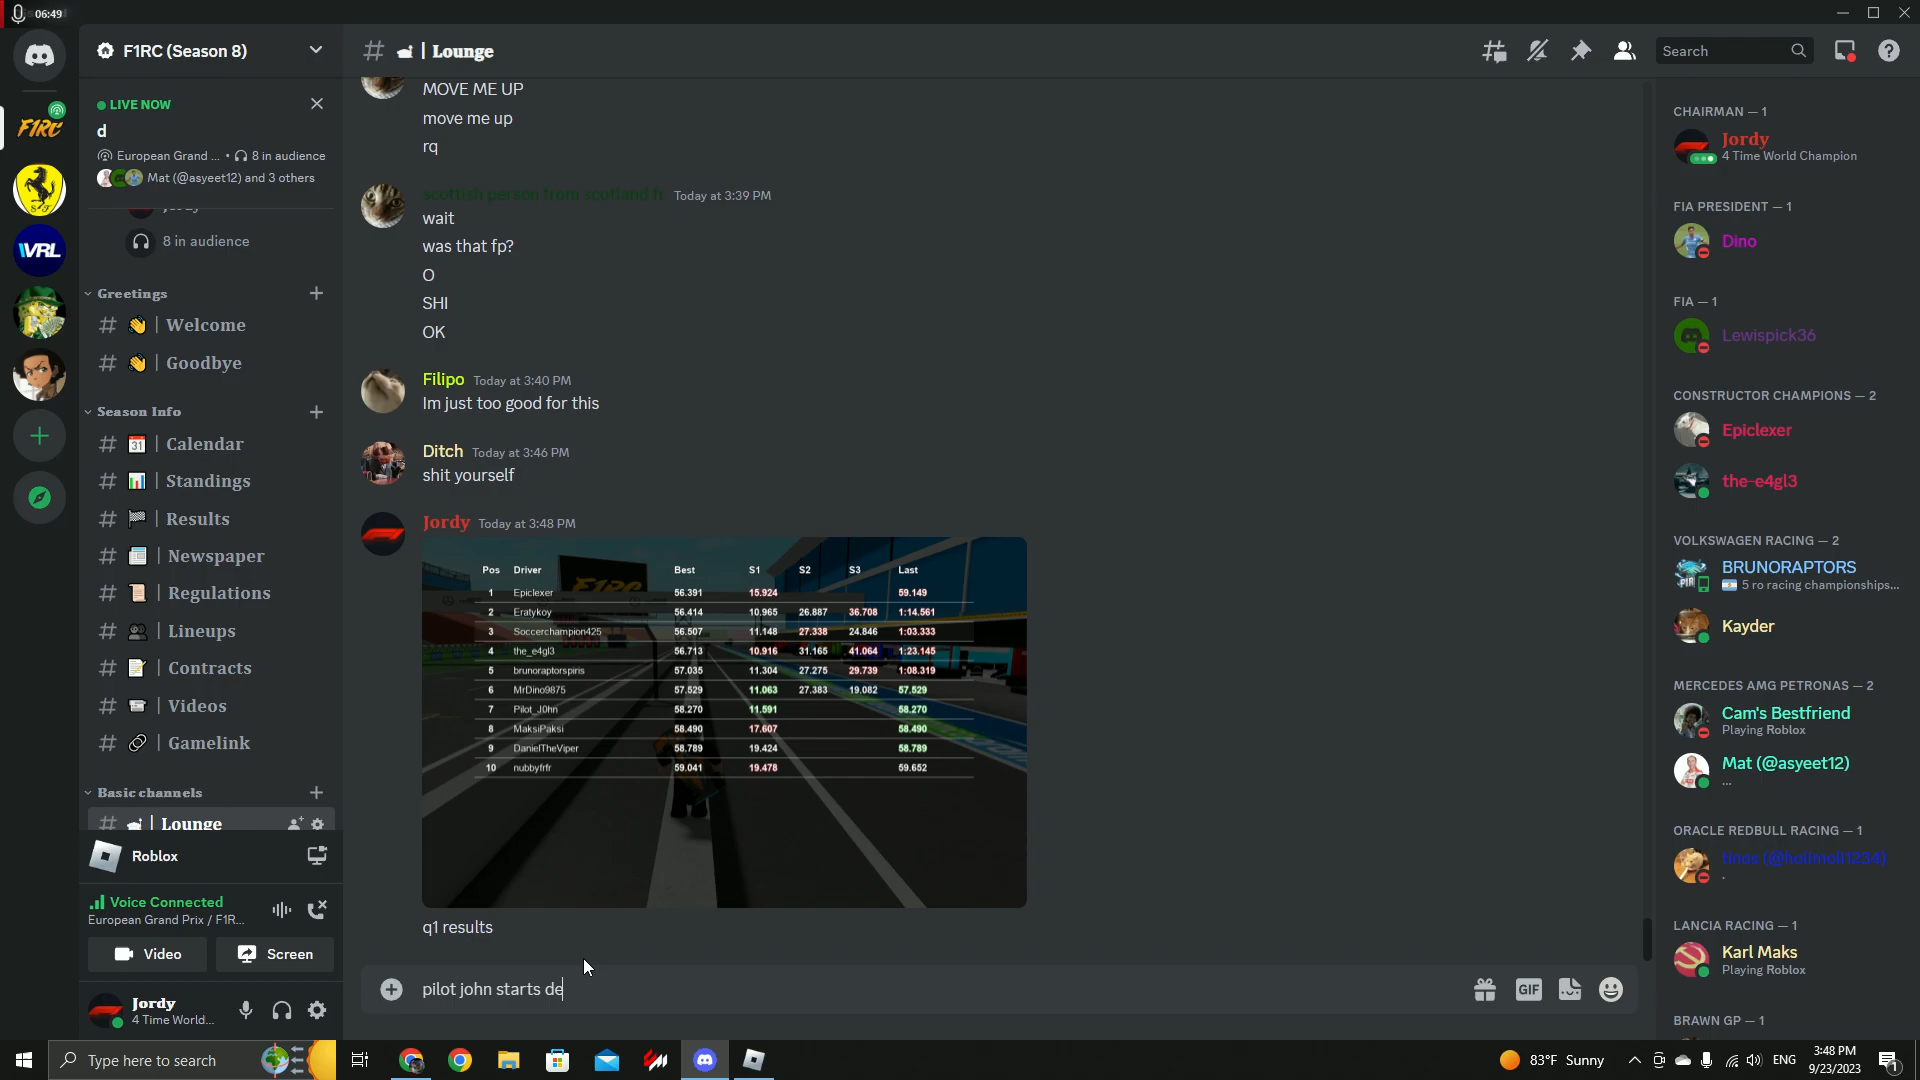 06:49
F1RC (Season 8)
LIVE NOW
d
European Grand ... • 8 in audience
Mat (@asyeet12) and 3 others
8 in audience
Greetings
# 👋 | Welcome
# 👋 | Goodbye
Season Info
# 📅 | Calendar
# 📊 | Standings
# 🏁 | Results
# 📰 | Newspaper
# 📜 | Regulations
# 👥 | Lineups
# 📝 | Contracts
# 📹 | Videos
# 🔗 | Gamelink
Basic channels
# | Lounge
Roblox
Voice Connected
European Grand Prix / F1R...
Video
Screen
Jordy
4 Time World...
F1RC
S F
IVRL
# | Lounge
Search
MOVE ME UP
move me up
rq
scottish person from scotland fr Today at 3:39 PM
wait
was that fp?
O
SHI
OK
Filipo Today at 3:40 PM
Im just too good for this
Ditch Today at 3:46 PM
shit yourself
Jordy Today at 3:48 PM
Pos Driver Best S1 S2 S3 Last
1 Epiclexer 56.391 15.924 59.149
2 Eratykoy 56.414 10.965 26.887 36.708 1:14.561
3 Soccerchampion425 56.507 11.148 27.338 24.846 1:03.333
4 the_e4gl3 56.713 10.916 31.165 41.064 1:23.145
5 brunoraptorspiris 57.035 11.304 27.275 29.739 1:08.319
6 MrDino9875 57.529 11.063 27.383 19.082 57.529
7 Pilot_J0hn 58.270 11.591 58.270
8 MaksiPaksi 58.490 17.607 58.490
9 DanielTheViper 58.789 19.424 58.789
10 nubbyfrfr 59.041 19.478 59.652
q1 results
pilot john starts de
GIF
CHAIRMAN — 1
Jordy
4 Time World Champion
FIA PRESIDENT — 1
Dino
FIA — 1
Lewispick36
CONSTRUCTOR CHAMPIONS — 2
Epiclexer
the-e4gl3
VOLKSWAGEN RACING — 2
BRUNORAPTORS
5 ro racing championships...
Kayder
MERCEDES AMG PETRONAS — 2
Cam's Bestfriend
Playing Roblox
Mat (@asyeet12)
...
ORACLE REDBULL RACING — 1
tinos (@holimoli1234)
.
LANCIA RACING — 1
Karl Maks
Playing Roblox
BRAWN GP — 1
Type here to search
83°F Sunny
ENG
3:48 PM
9/23/2023
1